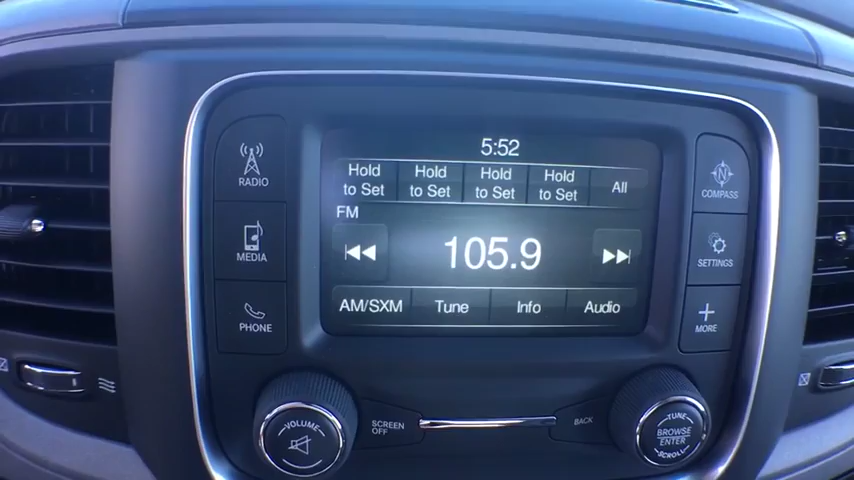 5:52
Hold to Set
Hold to Set
Hold to Set
Hold to Set
All
FM
105.9
AM/SXM Tune Info Audio
RADIO
MEDIA
PHONE
N
COMPASS
SETTINGS
MORE
VOLUME
SCREEN OFF
BACK
TUNE
BROWSE
ENTER
SCROLL